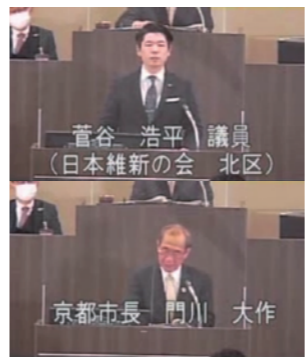 菅谷 浩平 議員
(日本維新の会 北区)
京都市長 門川 大作